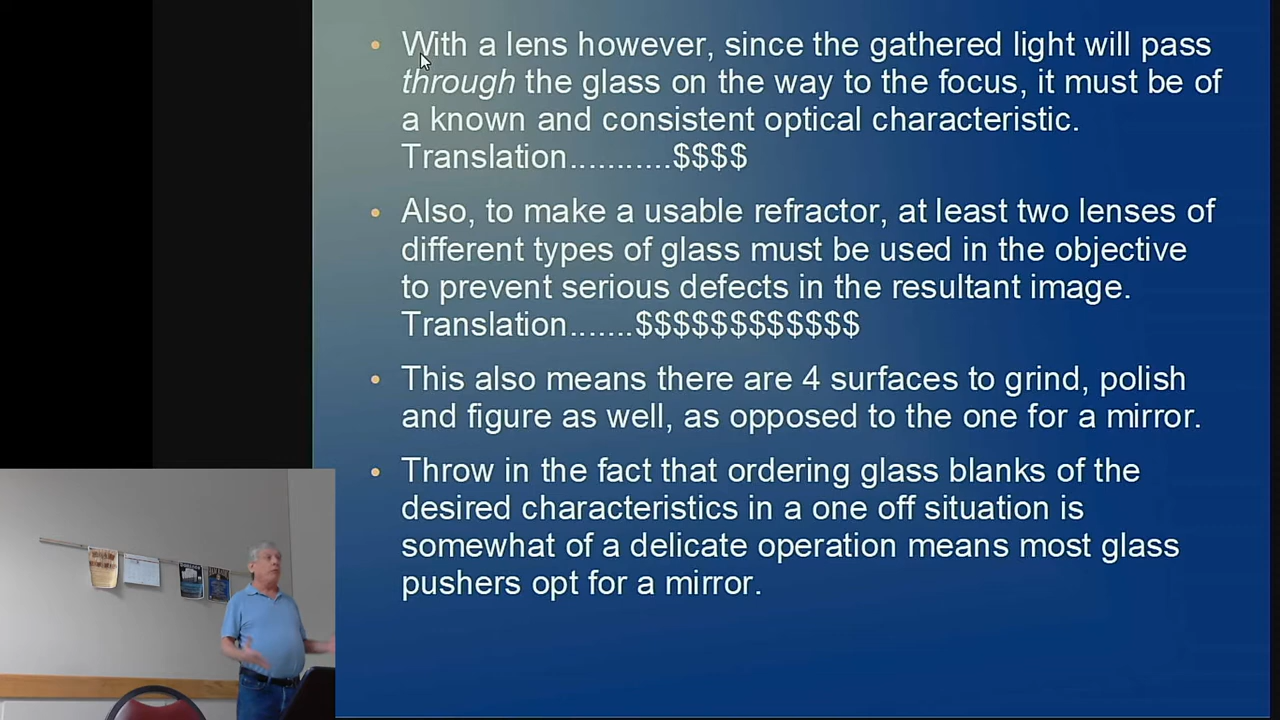 With a lens however, since the gathered light will pass
through the glass on the way to the focus, it must be of
a known and consistent optical characteristic.
Translation...........$$$$
Also, to make a usable refractor, at least two lenses of
different types of glass must be used in the objective
to prevent serious defects in the resultant image.
Translation.......$$$$$$$$$$$$
This also means there are 4 surfaces to grind, polish
and figure as well, as opposed to the one for a mirror.
Throw in the fact that ordering glass blanks of the
desired characteristics in a one off situation is
somewhat of a delicate operation means most glass
pushers opt for a mirror.